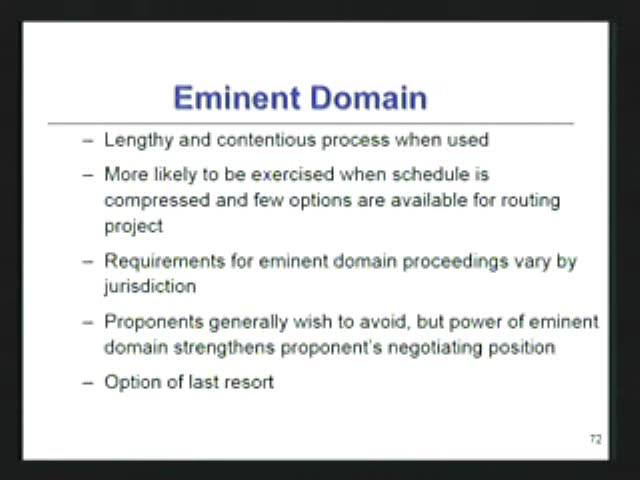 Eminent Domain
– Lengthy and contentious process when used
– More likely to be exercised when schedule is
compressed and few options are available for routing
project
– Requirements for eminent domain proceedings vary by
jurisdiction
– Proponents generally wish to avoid, but power of eminent
domain strengthens proponent's negotiating position
– Option of last resort
72